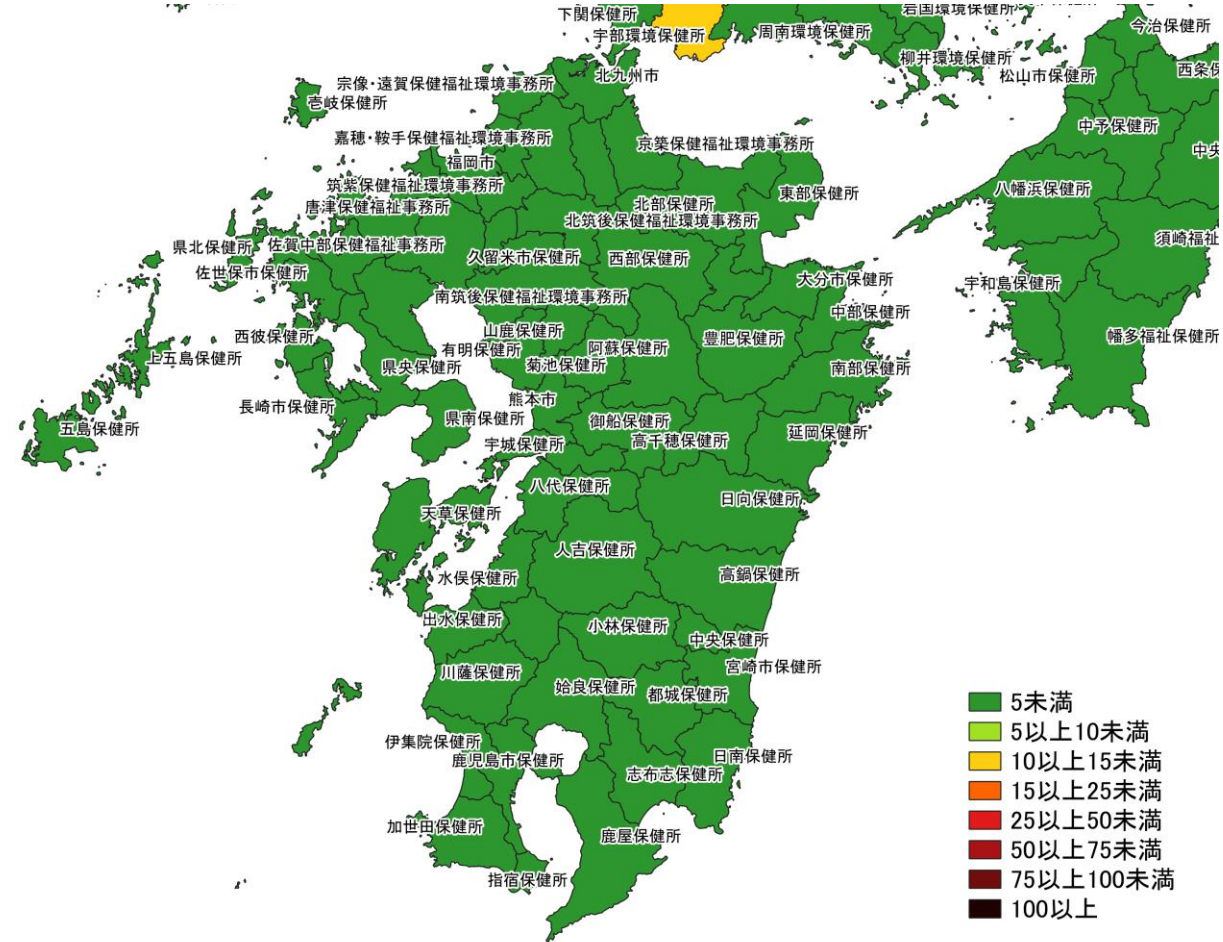 下関保健所
岩国環境保健所
宇部環境保健所
周南環境保健所
今治保健所
柳井環境保健所
松山市保健所
西条保
北九州市
宗像・遠賀保健福祉環境事務所
壱岐保健所
中予保健所
嘉穂・鞍手保健福祉環境事務所
京築保健福祉環境事務所
中央
福岡市
筑紫保健福祉環境事務所
東部保健所
八幡浜保健所
唐津保健福祉事務所
北部保健所
北筑後保健福祉環境事務所
県北保健所
佐賀中部保健福祉事務所
須崎福祉
久留米市保健所
西部保健所
佐世保市保健所
大分市保健所
宇和島保健所
南筑後保健福祉環境事務所
中部保健所
山鹿保健所
西彼保健所
豊肥保健所
幡多福祉保健所
有明保健所
阿蘇保健所
上五島保健所
県央保健所
菊池保健所
南部保健所
熊本市
長崎市保健所
県南保健所
御船保健所
五島保健所
宇城保健所
高千穂保健所
延岡保健所
八代保健所
日向保健所
天草保健所
人吉保健所
水俣保健所
高鍋保健所
出水保健所
小林保健所
中央保健所
宮崎市保健所
川薩保健所
姶良保健所
都城保健所
伊集院保健所
鹿児島市保健所
日南保健所
志布志保健所
加世田保健所
鹿屋保健所
指宿保健所
5未満
5以上10未満
10以上15未満
15以上25未満
25以上50未満
50以上75未満
75以上100未満
100以上